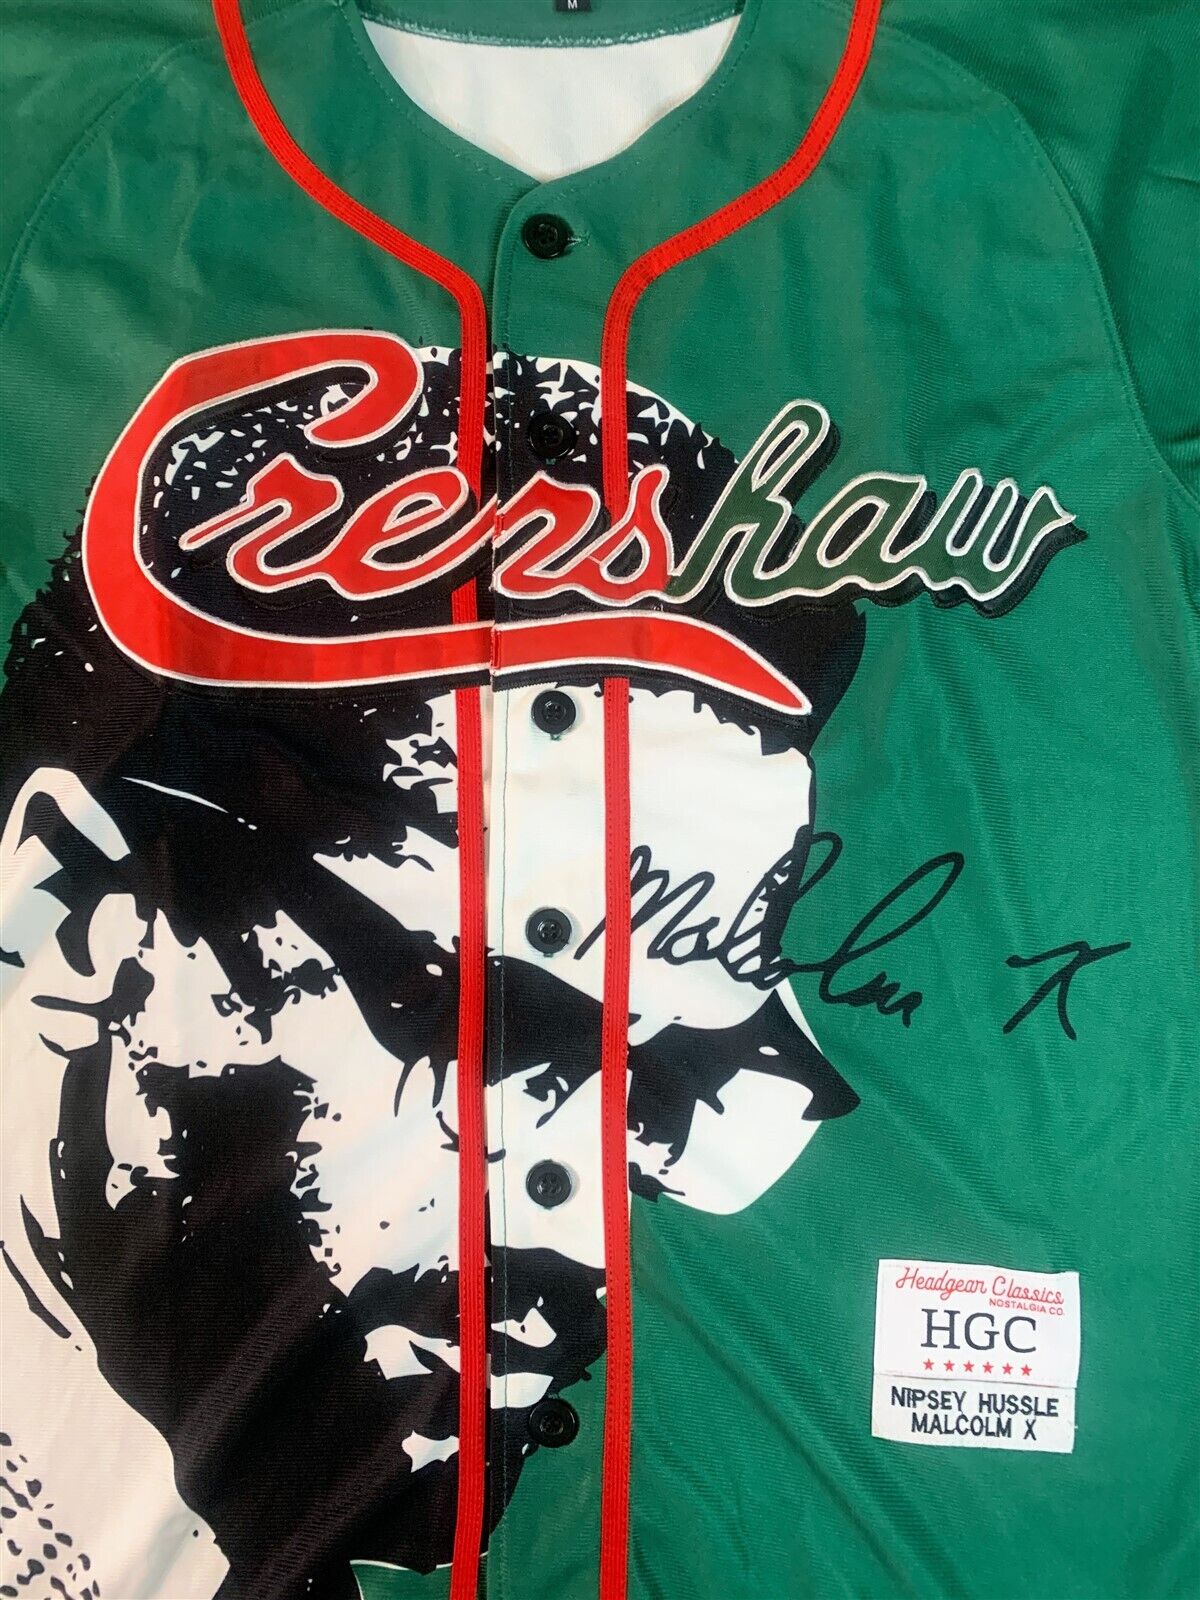 M
Crenshaw
Malcolm X
Headgear Classics
NOSTALGIA CO.
HGC
NIPSEY HUSSLE
MALCOLM X